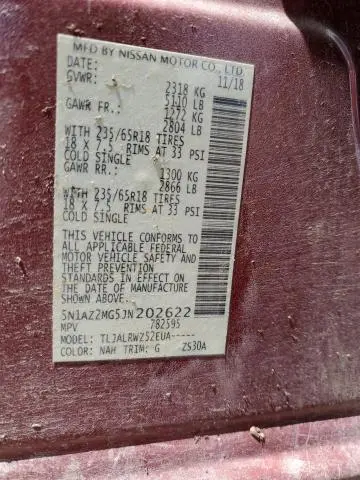 MFD BY NISSAN MOTOR CO., LTD.
DATE: 11/18
GVWR: 2318 KG
5110 LB
GAWR FR.: 1272 KG
2804 LB
WITH 235/65R18 TIRES
18 X 7.5 RIMS AT 33 PSI
COLD SINGLE
GAWR RR.: 1300 KG
2866 LB
WITH 235/65R18 TIRES
18 X 7.5 RIMS AT 33 PSI
COLD SINGLE
THIS VEHICLE CONFORMS TO
ALL APPLICABLE FEDERAL
MOTOR VEHICLE SAFETY AND
THEFT PREVENTION
STANDARDS IN EFFECT ON
THE DATE OF MANUFACTURE
SHOWN ABOVE.
5N1AZ2MG5JN202622
MPV 782595
MODEL: TLJALRWZ52EUA-----
COLOR: NAH TRIM: G ZS30A